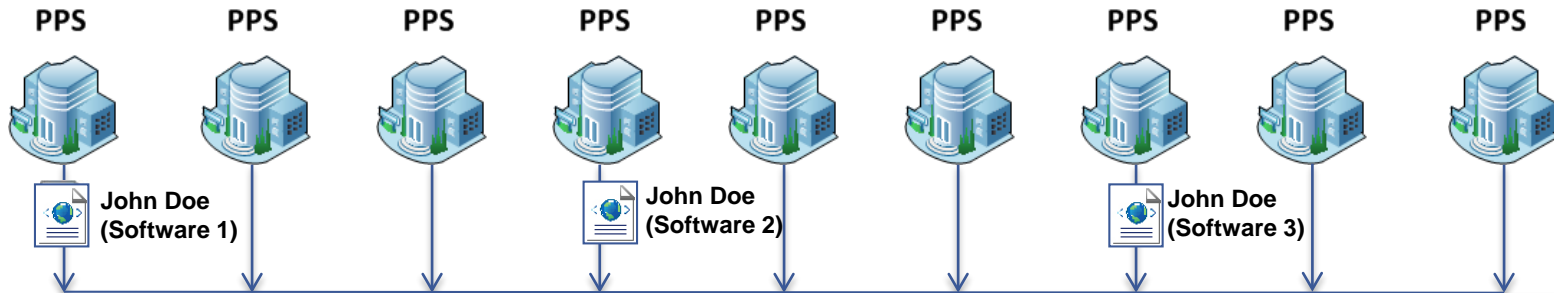 PPS PPS PPS PPS PPS PPS PPS PPS PPS
John Doe
(Software 1)
John Doe
(Software 2)
John Doe
(Software 3)